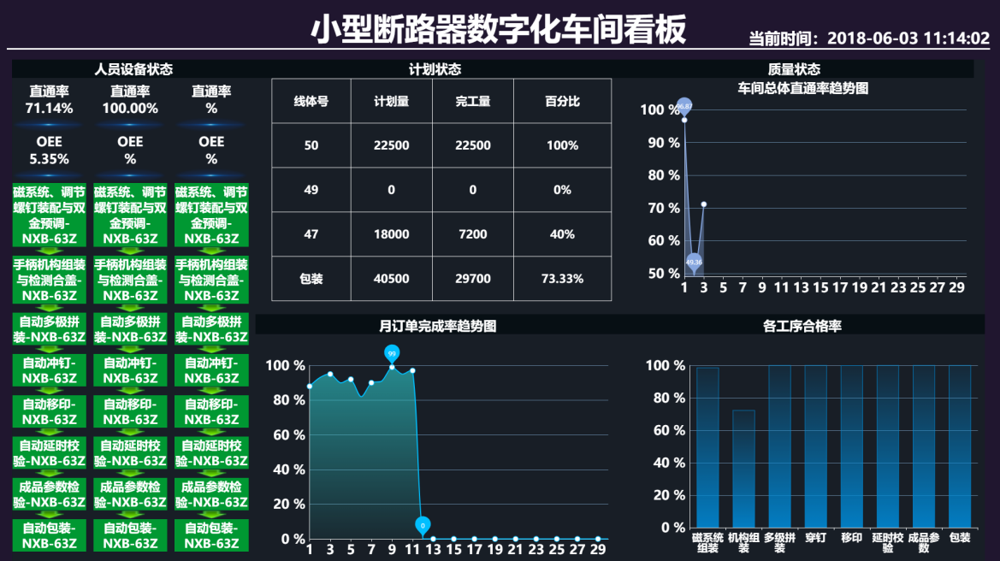 小型断路器数字化车间看板
当前时间：2018-06-03 11:14:02
人员设备状态
直通率 直通率 直通率
71.14% 100.00% %
OEE OEE OEE
5.35% % %
磁系统、调节 磁系统、调节 磁系统、调节
螺钉装配与双 螺钉装配与双 螺钉装配与双
金预调- 金预调- 金预调-
NXB-63Z NXB-63Z NXB-63Z
手柄机构组装 手柄机构组装 手柄机构组装
与检测合盖- 与检测合盖- 与检测合盖-
NXB-63Z NXB-63Z NXB-63Z
自动多极拼 自动多极拼 自动多极拼
装-NXB-63Z 装-NXB-63Z 装-NXB-63Z
自动冲钉- 自动冲钉- 自动冲钉-
NXB-63Z NXB-63Z NXB-63Z
自动移印- 自动移印- 自动移印-
NXB-63Z NXB-63Z NXB-63Z
自动延时校 自动延时校 自动延时校
验-NXB-63Z 验-NXB-63Z 验-NXB-63Z
成品参数检 成品参数检 成品参数检
验-NXB-63Z 验-NXB-63Z 验-NXB-63Z
自动包装- 自动包装- 自动包装-
NXB-63Z NXB-63Z NXB-63Z
计划状态
线体号 计划量 完工量 百分比
50 22500 22500 100%
49 0 0 0%
47 18000 7200 40%
包装 40500 29700 73.33%
质量状态
车间总体直通率趋势图
100 %
96.87
90 %
80 %
70 %
60 %
49.36
50 %
1 3 5 7 9 11 13 15 17 19 21 23 25 27 29
月订单完成率趋势图
99
100 %
80 %
60 %
40 %
20 %
0
0 %
1 3 5 7 9 11 13 15 17 19 21 23 25 27 29
各工序合格率
100 %
80 %
60 %
40 %
20 %
0 %
磁系统 机构组 多级拼 穿钉 移印 延时校 成品参 包装
组装 装 装 验 数